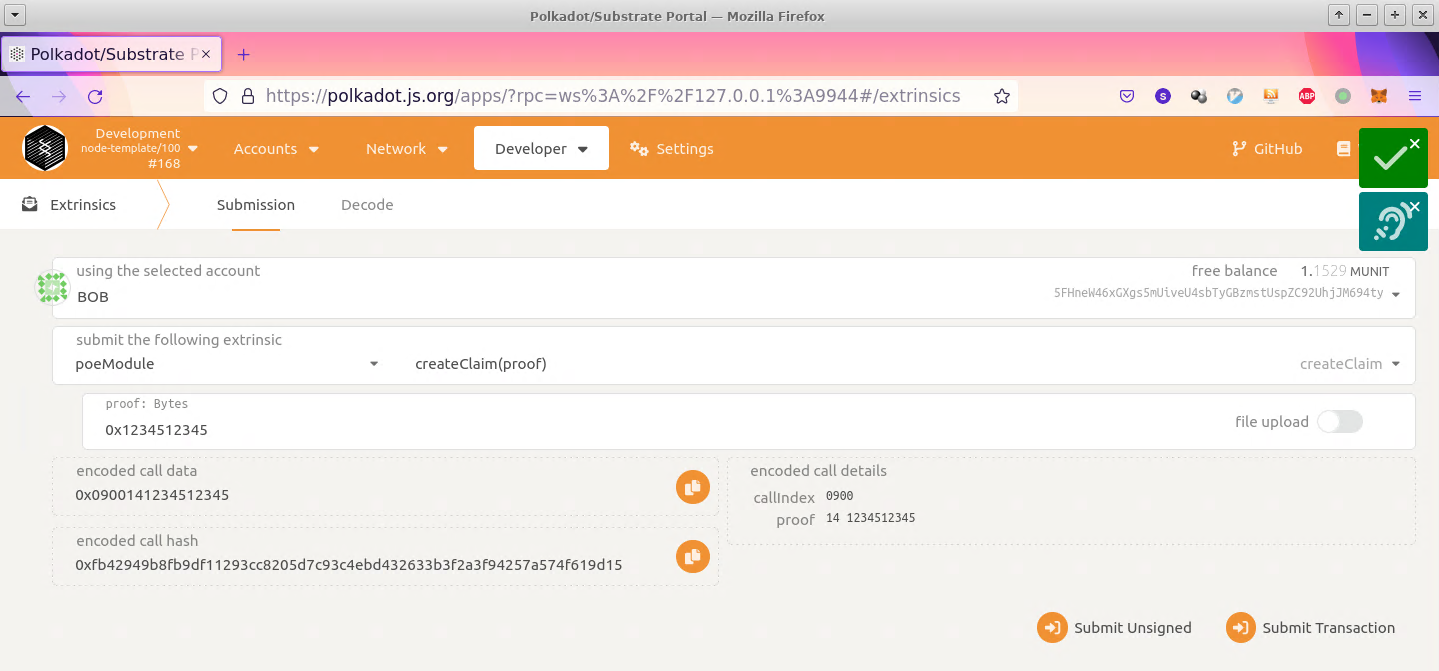 Polkadot/Substrate Portal — Mozilla Firefox
Polkadot/Substrate P
https://polkadot.js.org/apps/?rpc=ws%3A%2F%2F127.0.0.1%3A9944#/extrinsics
S
ABP
Development
node-template/100
#168
Accounts
Network
Developer
Settings
GitHub
Extrinsics
Submission
Decode
using the selected account
BOB
free balance 1.1529 MUNIT
5FHneW46xGXgs5mUiveU4sbTyGBzmstUspZC92UhjJM694ty
submit the following extrinsic
poeModule
createClaim(proof)
createClaim
proof: Bytes
0x1234512345
file upload
encoded call data
0x0900141234512345
encoded call details
callIndex 0900
proof 14 1234512345
encoded call hash
0xfb42949b8fb9df11293cc8205d7c93c4ebd432633b3f2a3f94257a574f619d15
Submit Unsigned
Submit Transaction